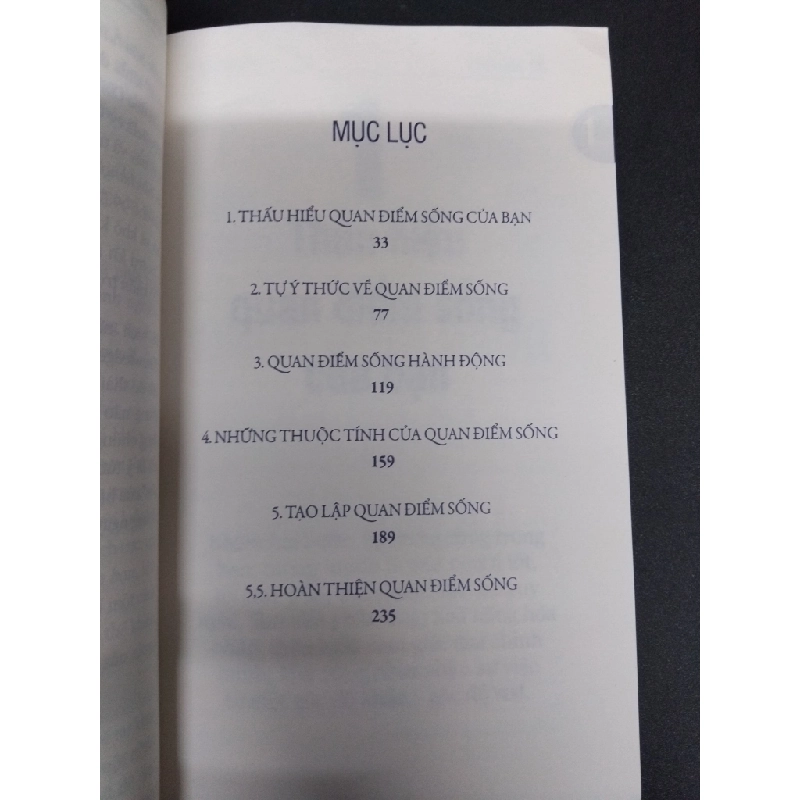 MỤC LỤC
1. THẤU HIỂU QUAN ĐIỂM SỐNG CỦA BẠN
33
2. TỰ Ý THỨC VỀ QUAN ĐIỂM SỐNG
77
3. QUAN ĐIỂM SỐNG HÀNH ĐỘNG
119
4. NHỮNG THUỘC TÍNH CỦA QUAN ĐIỂM SỐNG
159
5. TẠO LẬP QUAN ĐIỂM SỐNG
189
5,5. HOÀN THIỆN QUAN ĐIỂM SỐNG
235